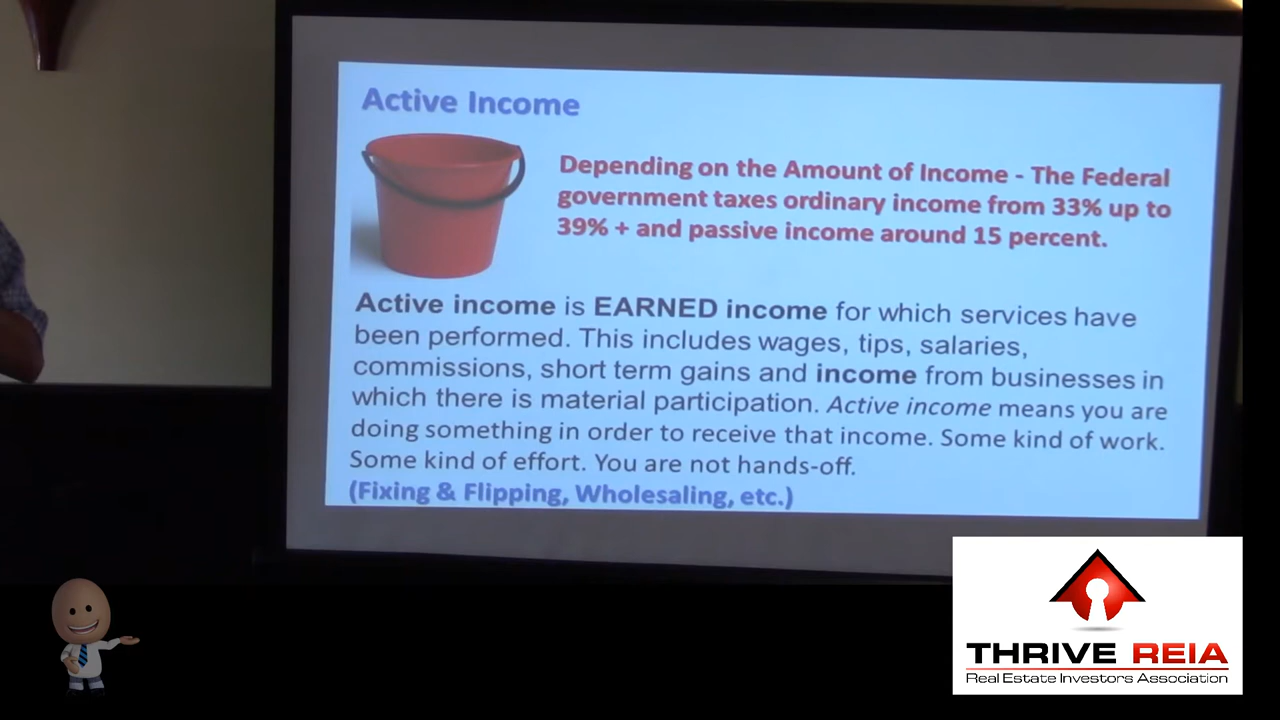 Active Income
Depending on the Amount of Income - The Federal
government taxes ordinary income from 33% up to
39% + and passive income around 15 percent.
Active income is EARNED income for which services have
been performed. This includes wages, tips, salaries,
commissions, short term gains and income from businesses in
which there is material participation. Active income means you are
doing something in order to receive that income. Some kind of work.
Some kind of effort. You are not hands-off.
(Fixing & Flipping, Wholesaling, etc.)
THRIVE REIA
Real Estate Investors Association